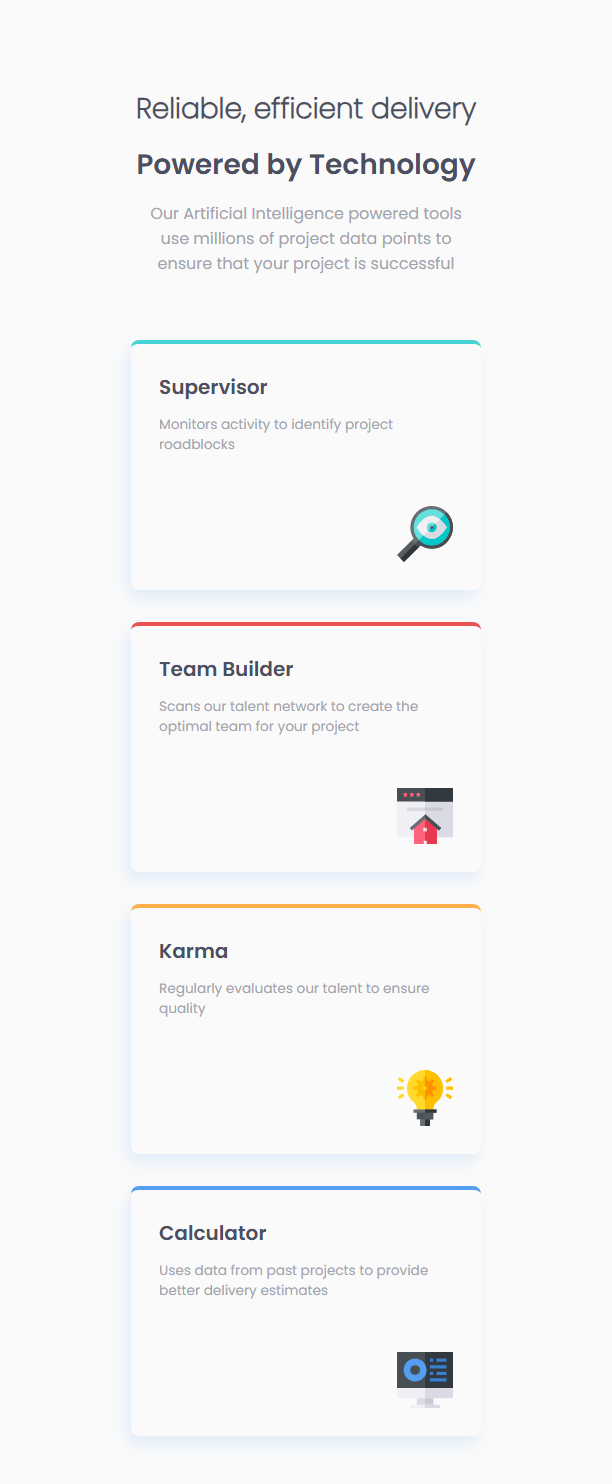 Reliable, efficient delivery
Powered by Technology
Our Artificial Intelligence powered tools
use millions of project data points to
ensure that your project is successful
Supervisor
Monitors activity to identify project
roadblocks
Team Builder
Scans our talent network to create the
optimal team for your project
Karma
Regularly evaluates our talent to ensure
quality
Calculator
Uses data from past projects to provide
better delivery estimates